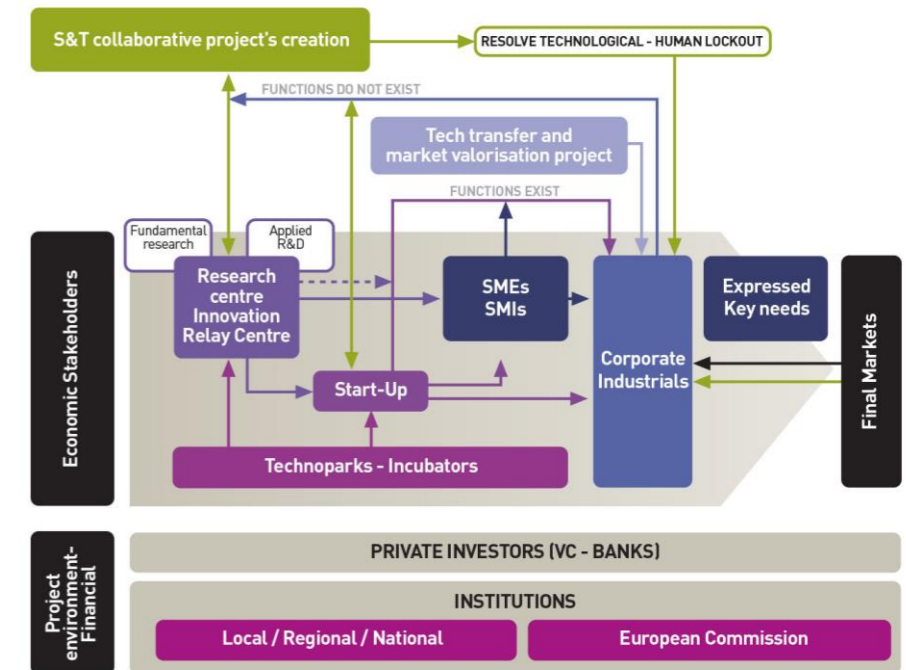 S&T collaborative project's creation
RESOLVE TECHNOLOGICAL - HUMAN LOCKOUT
FUNCTIONS DO NOT EXIST
Tech transfer and
market valorisation project
FUNCTIONS EXIST
Economic Stakeholders
Fundamental
research
Applied
R&D
Research
centre
Innovation
Relay Centre
SMEs
SMIs
Corporate
Industrials
Expressed
Key needs
Final Markets
Start-Up
Technoparks - Incubators
Project
environment-
Financial
PRIVATE INVESTORS (VC - BANKS)
INSTITUTIONS
Local / Regional / National
European Commission